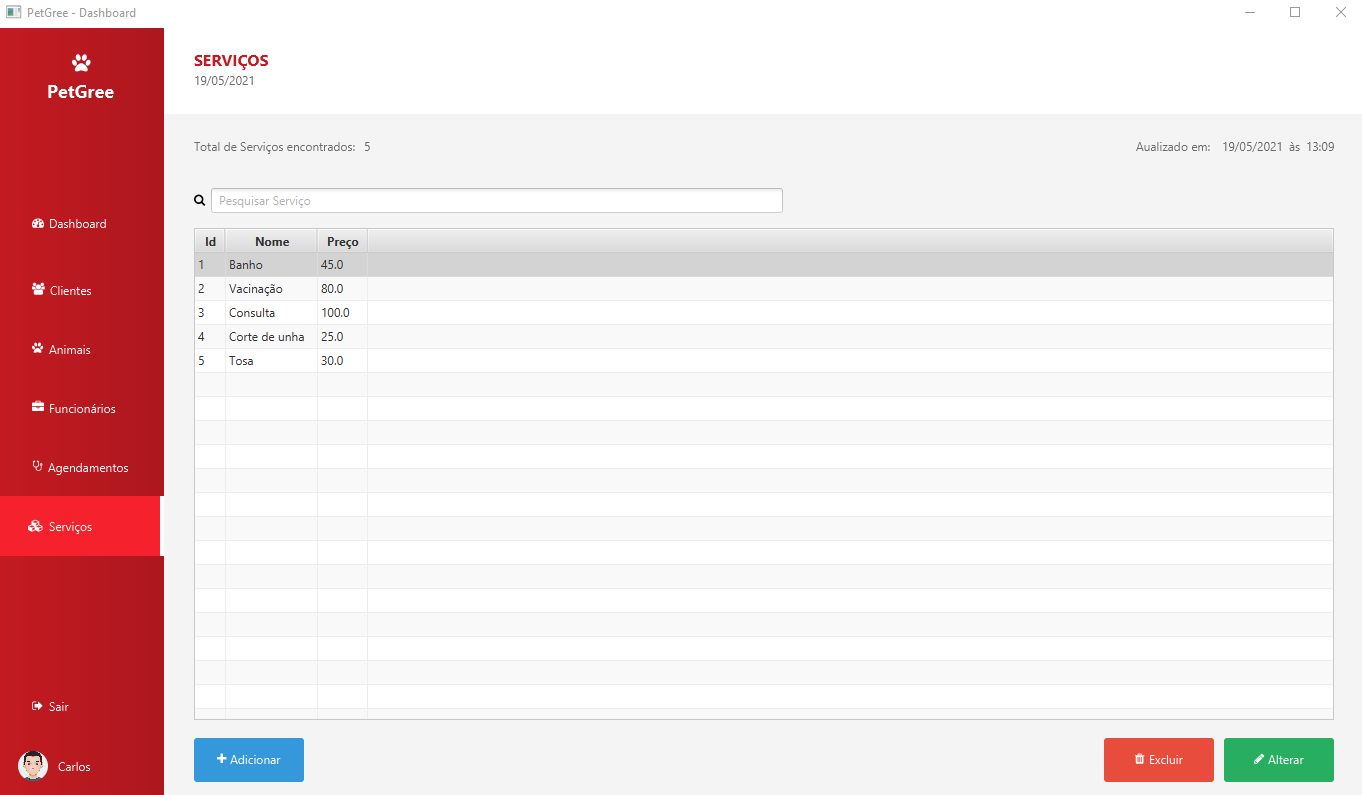 PetGree - Dashboard
PetGree
SERVIÇOS
19/05/2021
Total de Serviços encontrados: 5
Aualizado em: 19/05/2021 às 13:09
Pesquisar Serviço
Id Nome Preço
1 Banho 45.0
2 Vacinação 80.0
3 Consulta 100.0
4 Corte de unha 25.0
5 Tosa 30.0
Dashboard
Clientes
Animais
Funcionários
Agendamentos
Serviços
Sair
Carlos
Adicionar
Excluir
Alterar